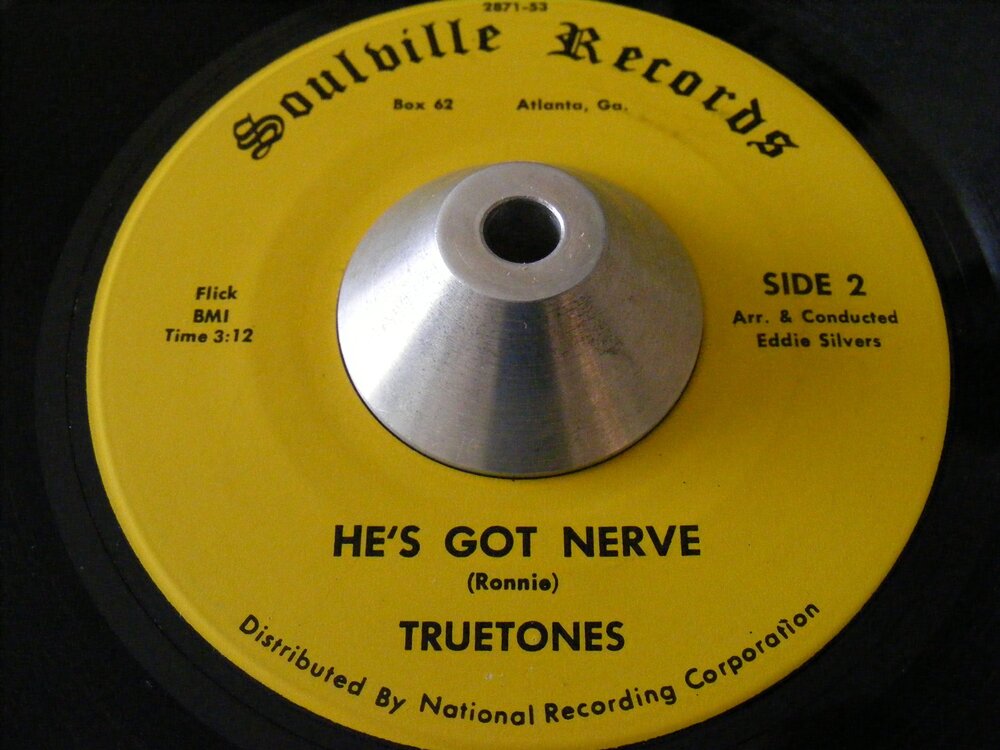 2871-53
Soulville Records
Box 62 Atlanta, Ga.
Flick
BMI
Time 3:12
SIDE 2
Arr. & Conducted
Eddie Silvers
HE'S GOT NERVE
(Ronnie)
TRUETONES
Distributed By National Recording Corporation